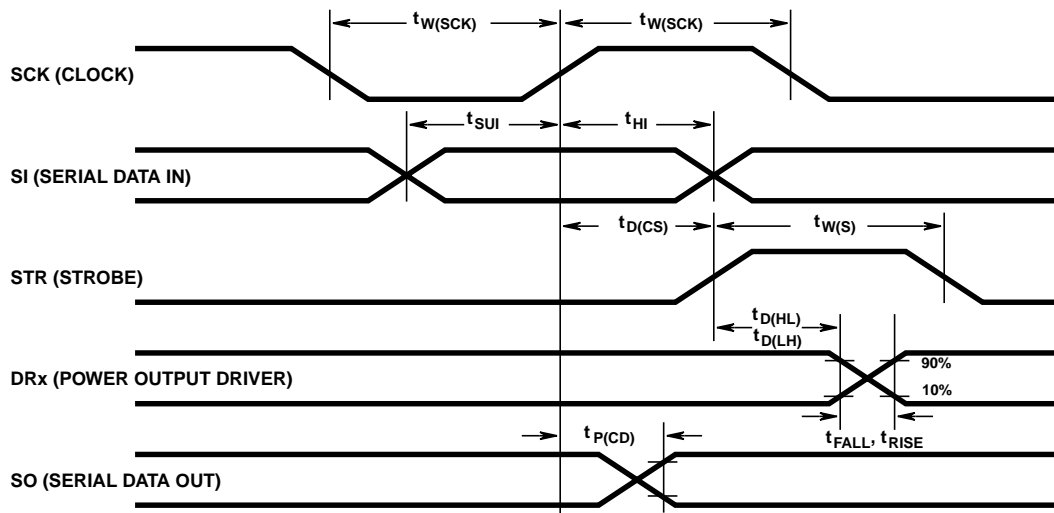 tW(SCK) tW(SCK)
SCK (CLOCK)
tSUI tHI
SI (SERIAL DATA IN)
tD(CS) tW(S)
STR (STROBE)
tD(HL)
tD(LH)
DRx (POWER OUTPUT DRIVER)
90%
10%
tP(CD) tFALL, tRISE
SO (SERIAL DATA OUT)